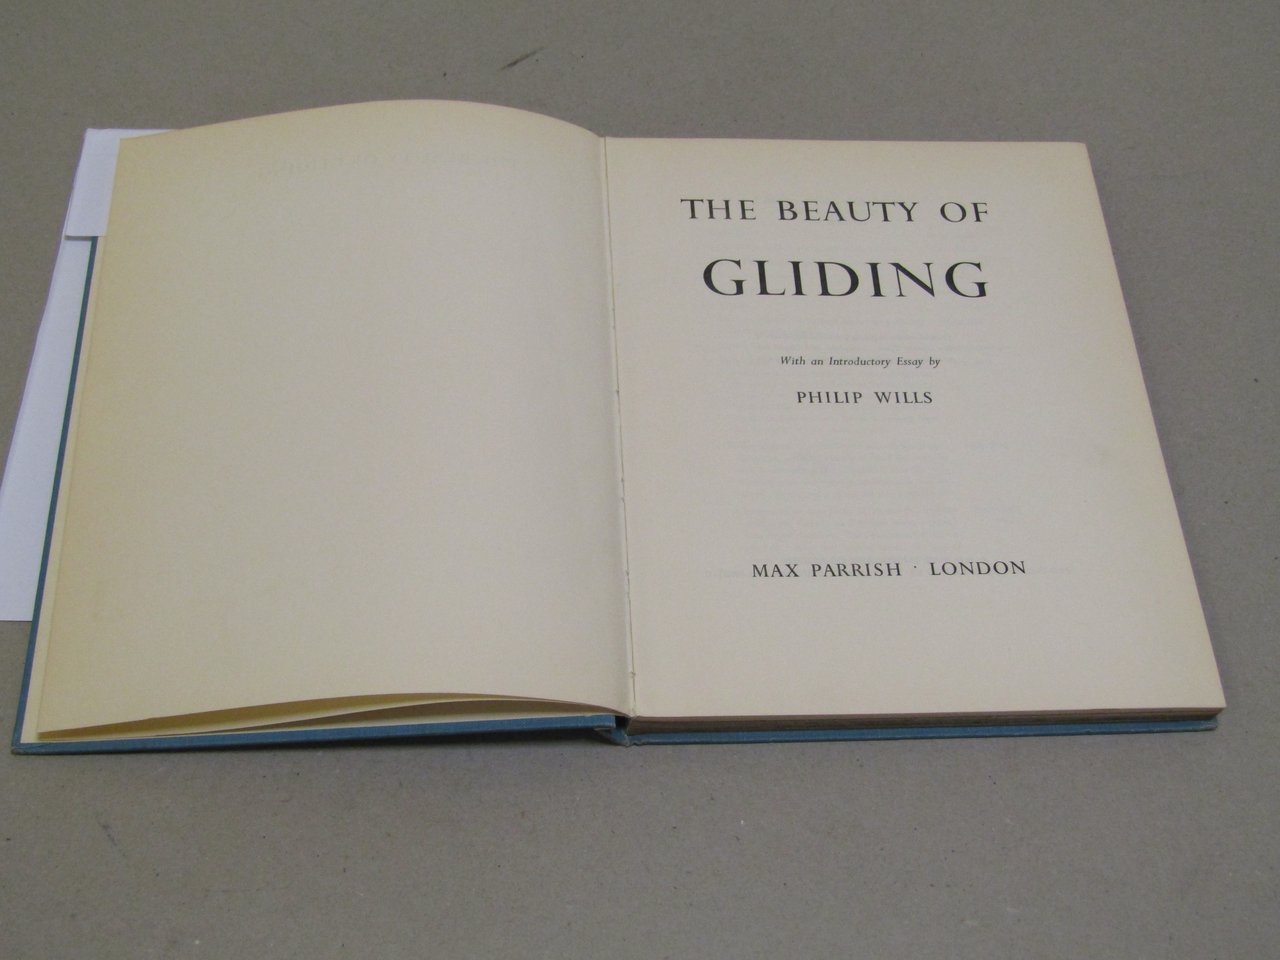 THE BEAUTY OF
GLIDING
With an Introductory Essay by
PHILIP WILLS
MAX PARRISH · LONDON